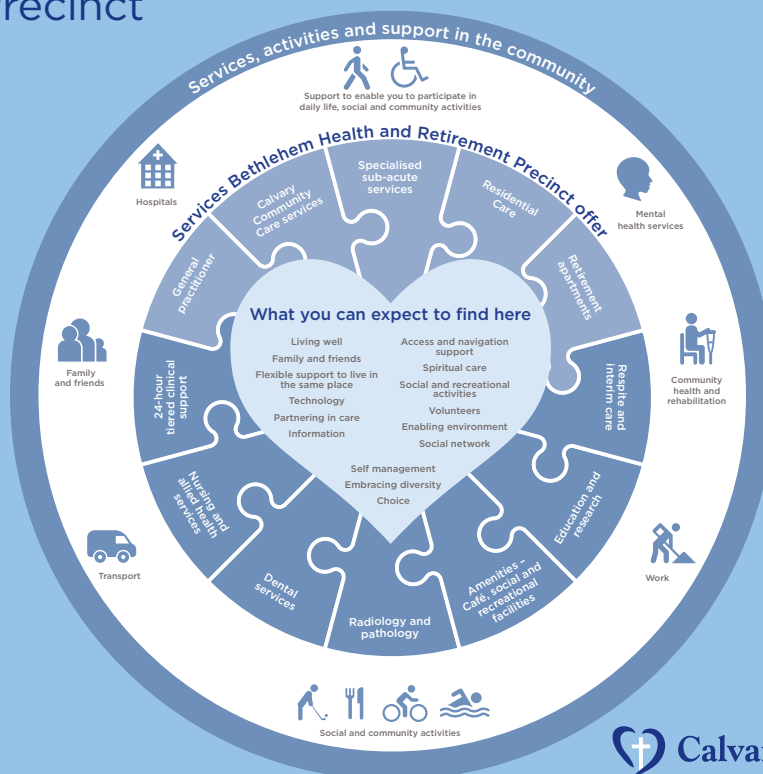 Precinct
Services, activities and support in the community
Support to enable you to participate in
daily life, social and community activities
Hospitals
Mental
health services
Family
and friends
Community
health and
rehabilitation
Transport
Work
Social and community activities
Services Bethlehem Health and Retirement Precinct offer
General
practitioner
Calvary
Community
Care services
Specialised
sub-acute
services
Residential
Care
Retirement
apartments
Respite and
interim care
Education and
research
Amenities –
Café, social and
recreational
facilities
Radiology and
pathology
Dental
services
Nursing and
allied health
services
24-hour
tiered clinical
support
What you can expect to find here
Living well
Family and friends
Flexible support to live in
the same place
Technology
Partnering in care
Information
Access and navigation
support
Spiritual care
Social and recreational
activities
Volunteers
Enabling environment
Social network
Self management
Embracing diversity
Choice